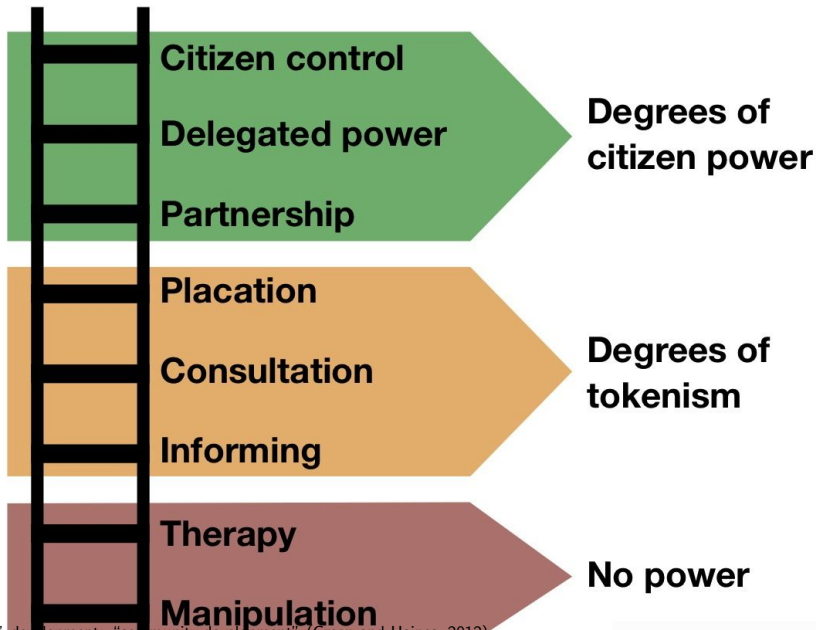 Citizen control
Delegated power
Degrees of
citizen power
Partnership
Placation
Consultation
Degrees of
tokenism
Informing
Therapy
No power
Manipulation
2012)